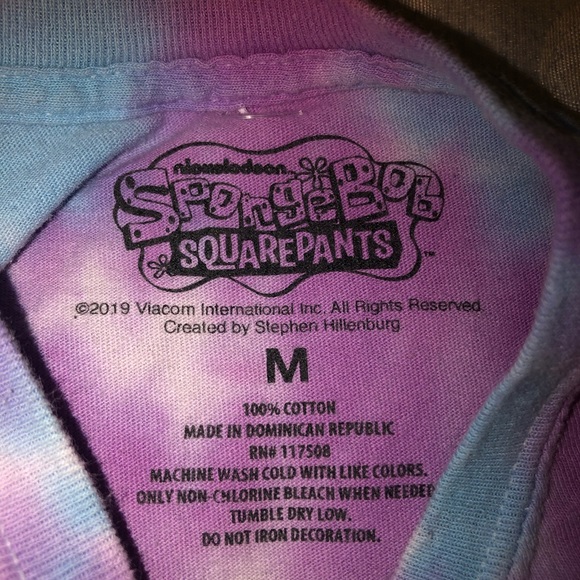 nickelodeon
SpongeBob
SQUAREPANTS ™
©2019 Viacom International Inc. All Rights Reserved.
Created by Stephen Hillenburg
M
100% COTTON
MADE IN DOMINICAN REPUBLIC
RN# 117508
MACHINE WASH COLD WITH LIKE COLORS.
ONLY NON-CHLORINE BLEACH WHEN NEEDED
TUMBLE DRY LOW.
DO NOT IRON DECORATION.